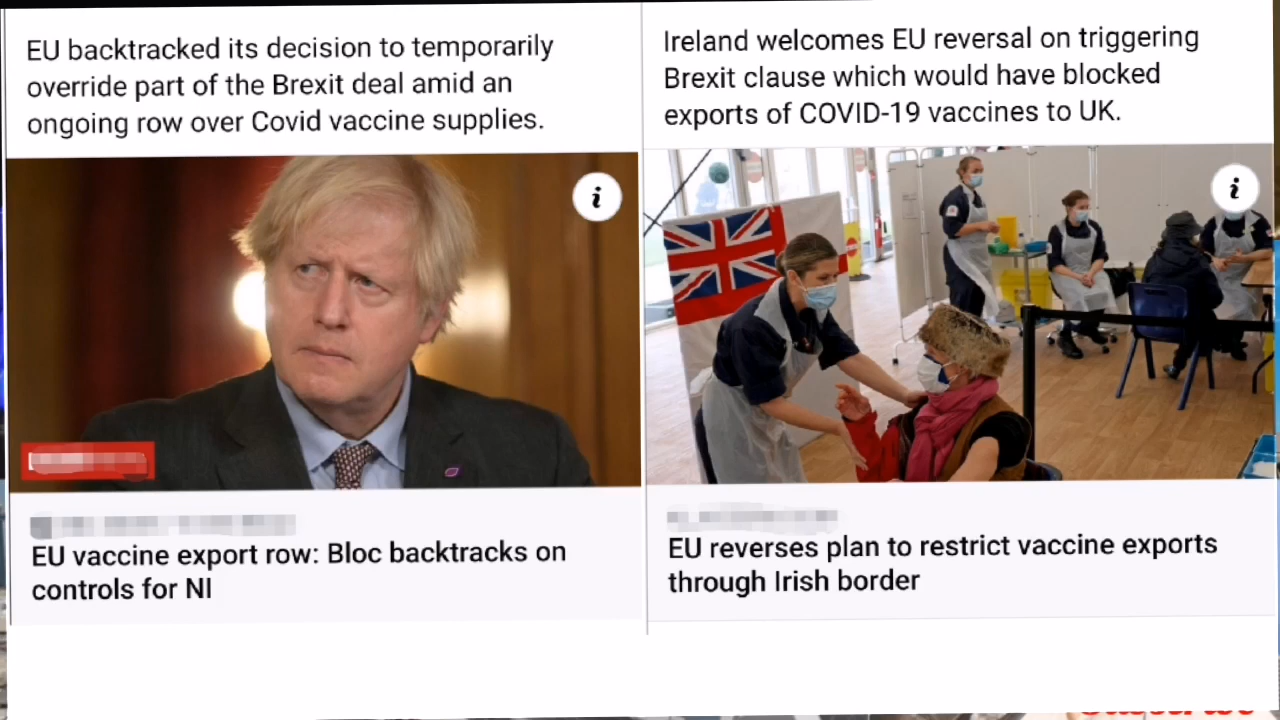 EU backtracked its decision to temporarily
override part of the Brexit deal amid an
ongoing row over Covid vaccine supplies.
EU vaccine export row: Bloc backtracks on
controls for NI
Ireland welcomes EU reversal on triggering
Brexit clause which would have blocked
exports of COVID-19 vaccines to UK.
EU reverses plan to restrict vaccine exports
through Irish border